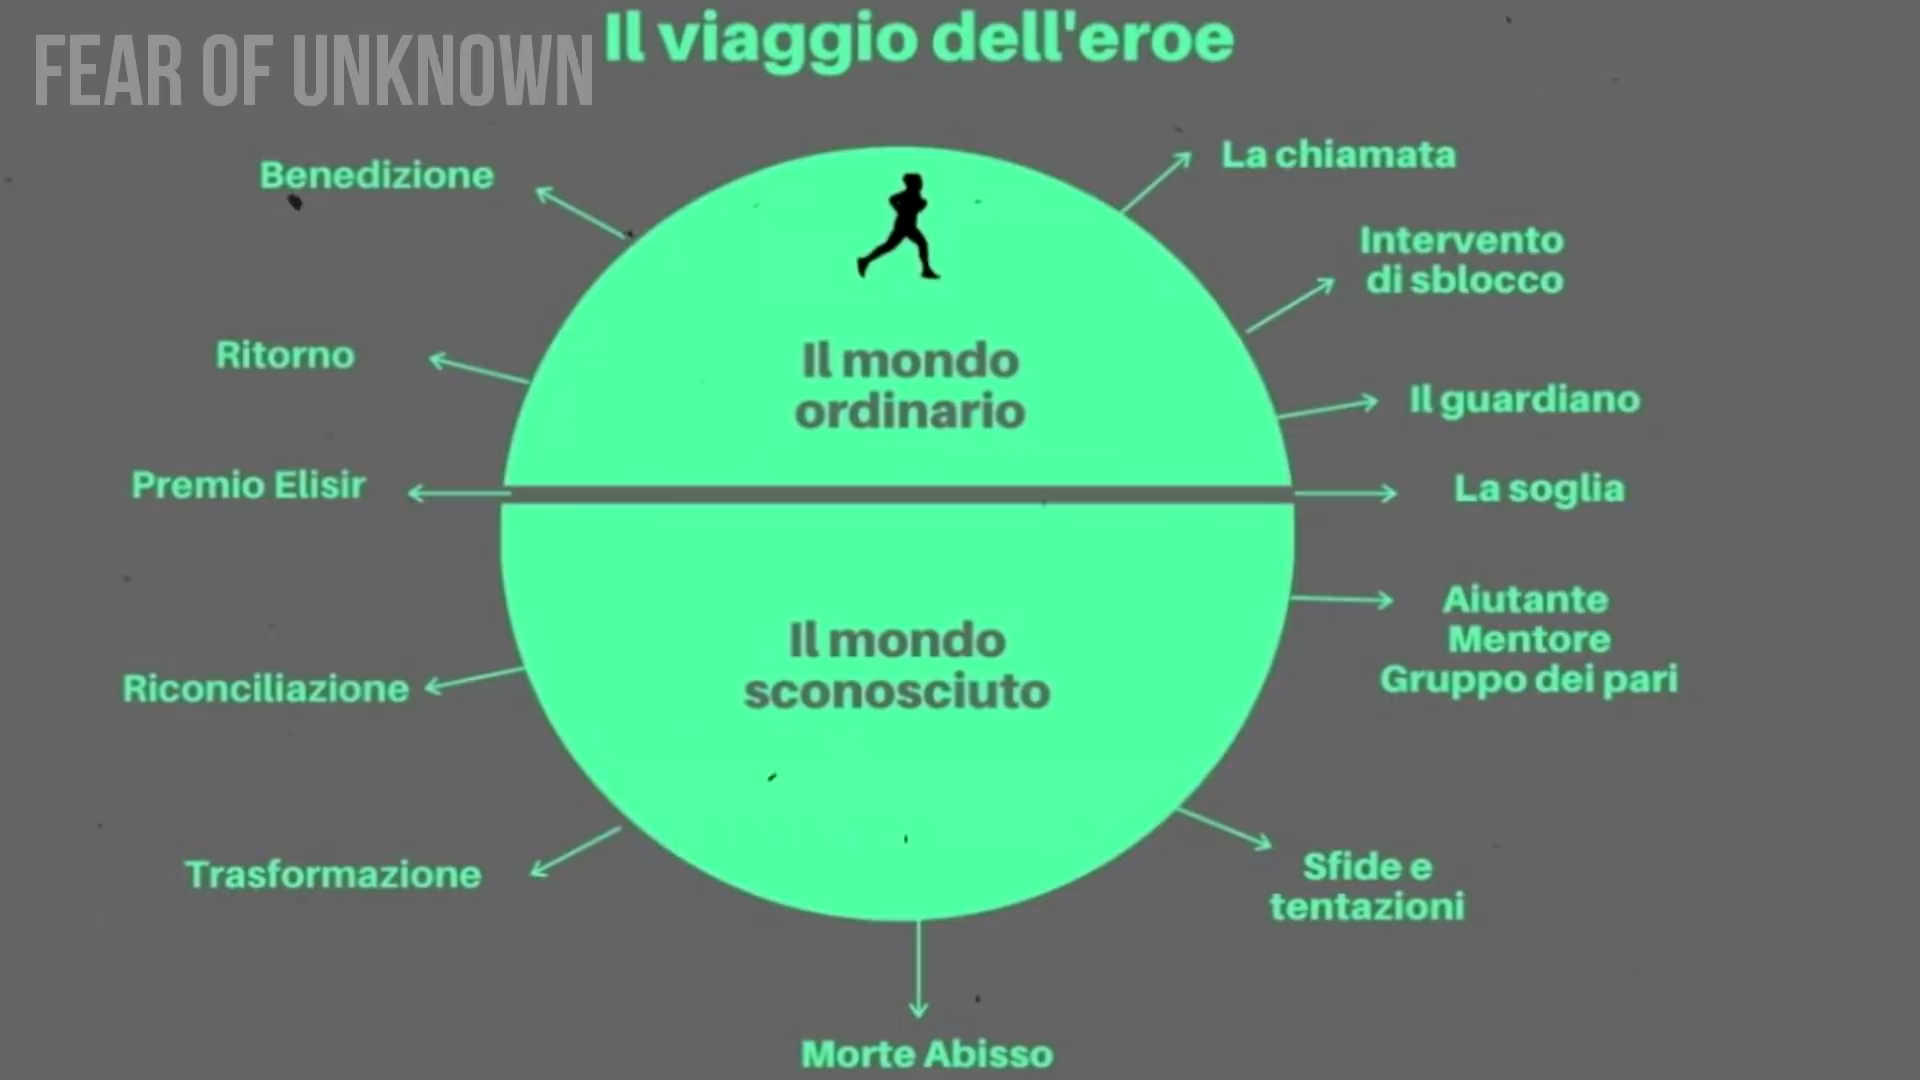 FEAR OF UNKNOWN
Il viaggio dell'eroe
La chiamata
Intervento
di sblocco
Il guardiano
La soglia
Aiutante
Mentore
Gruppo dei pari
Sfide e
tentazioni
Morte Abisso
Trasformazione
Riconciliazione
Premio Elisir
Ritorno
Benedizione
Il mondo
ordinario
Il mondo
sconosciuto